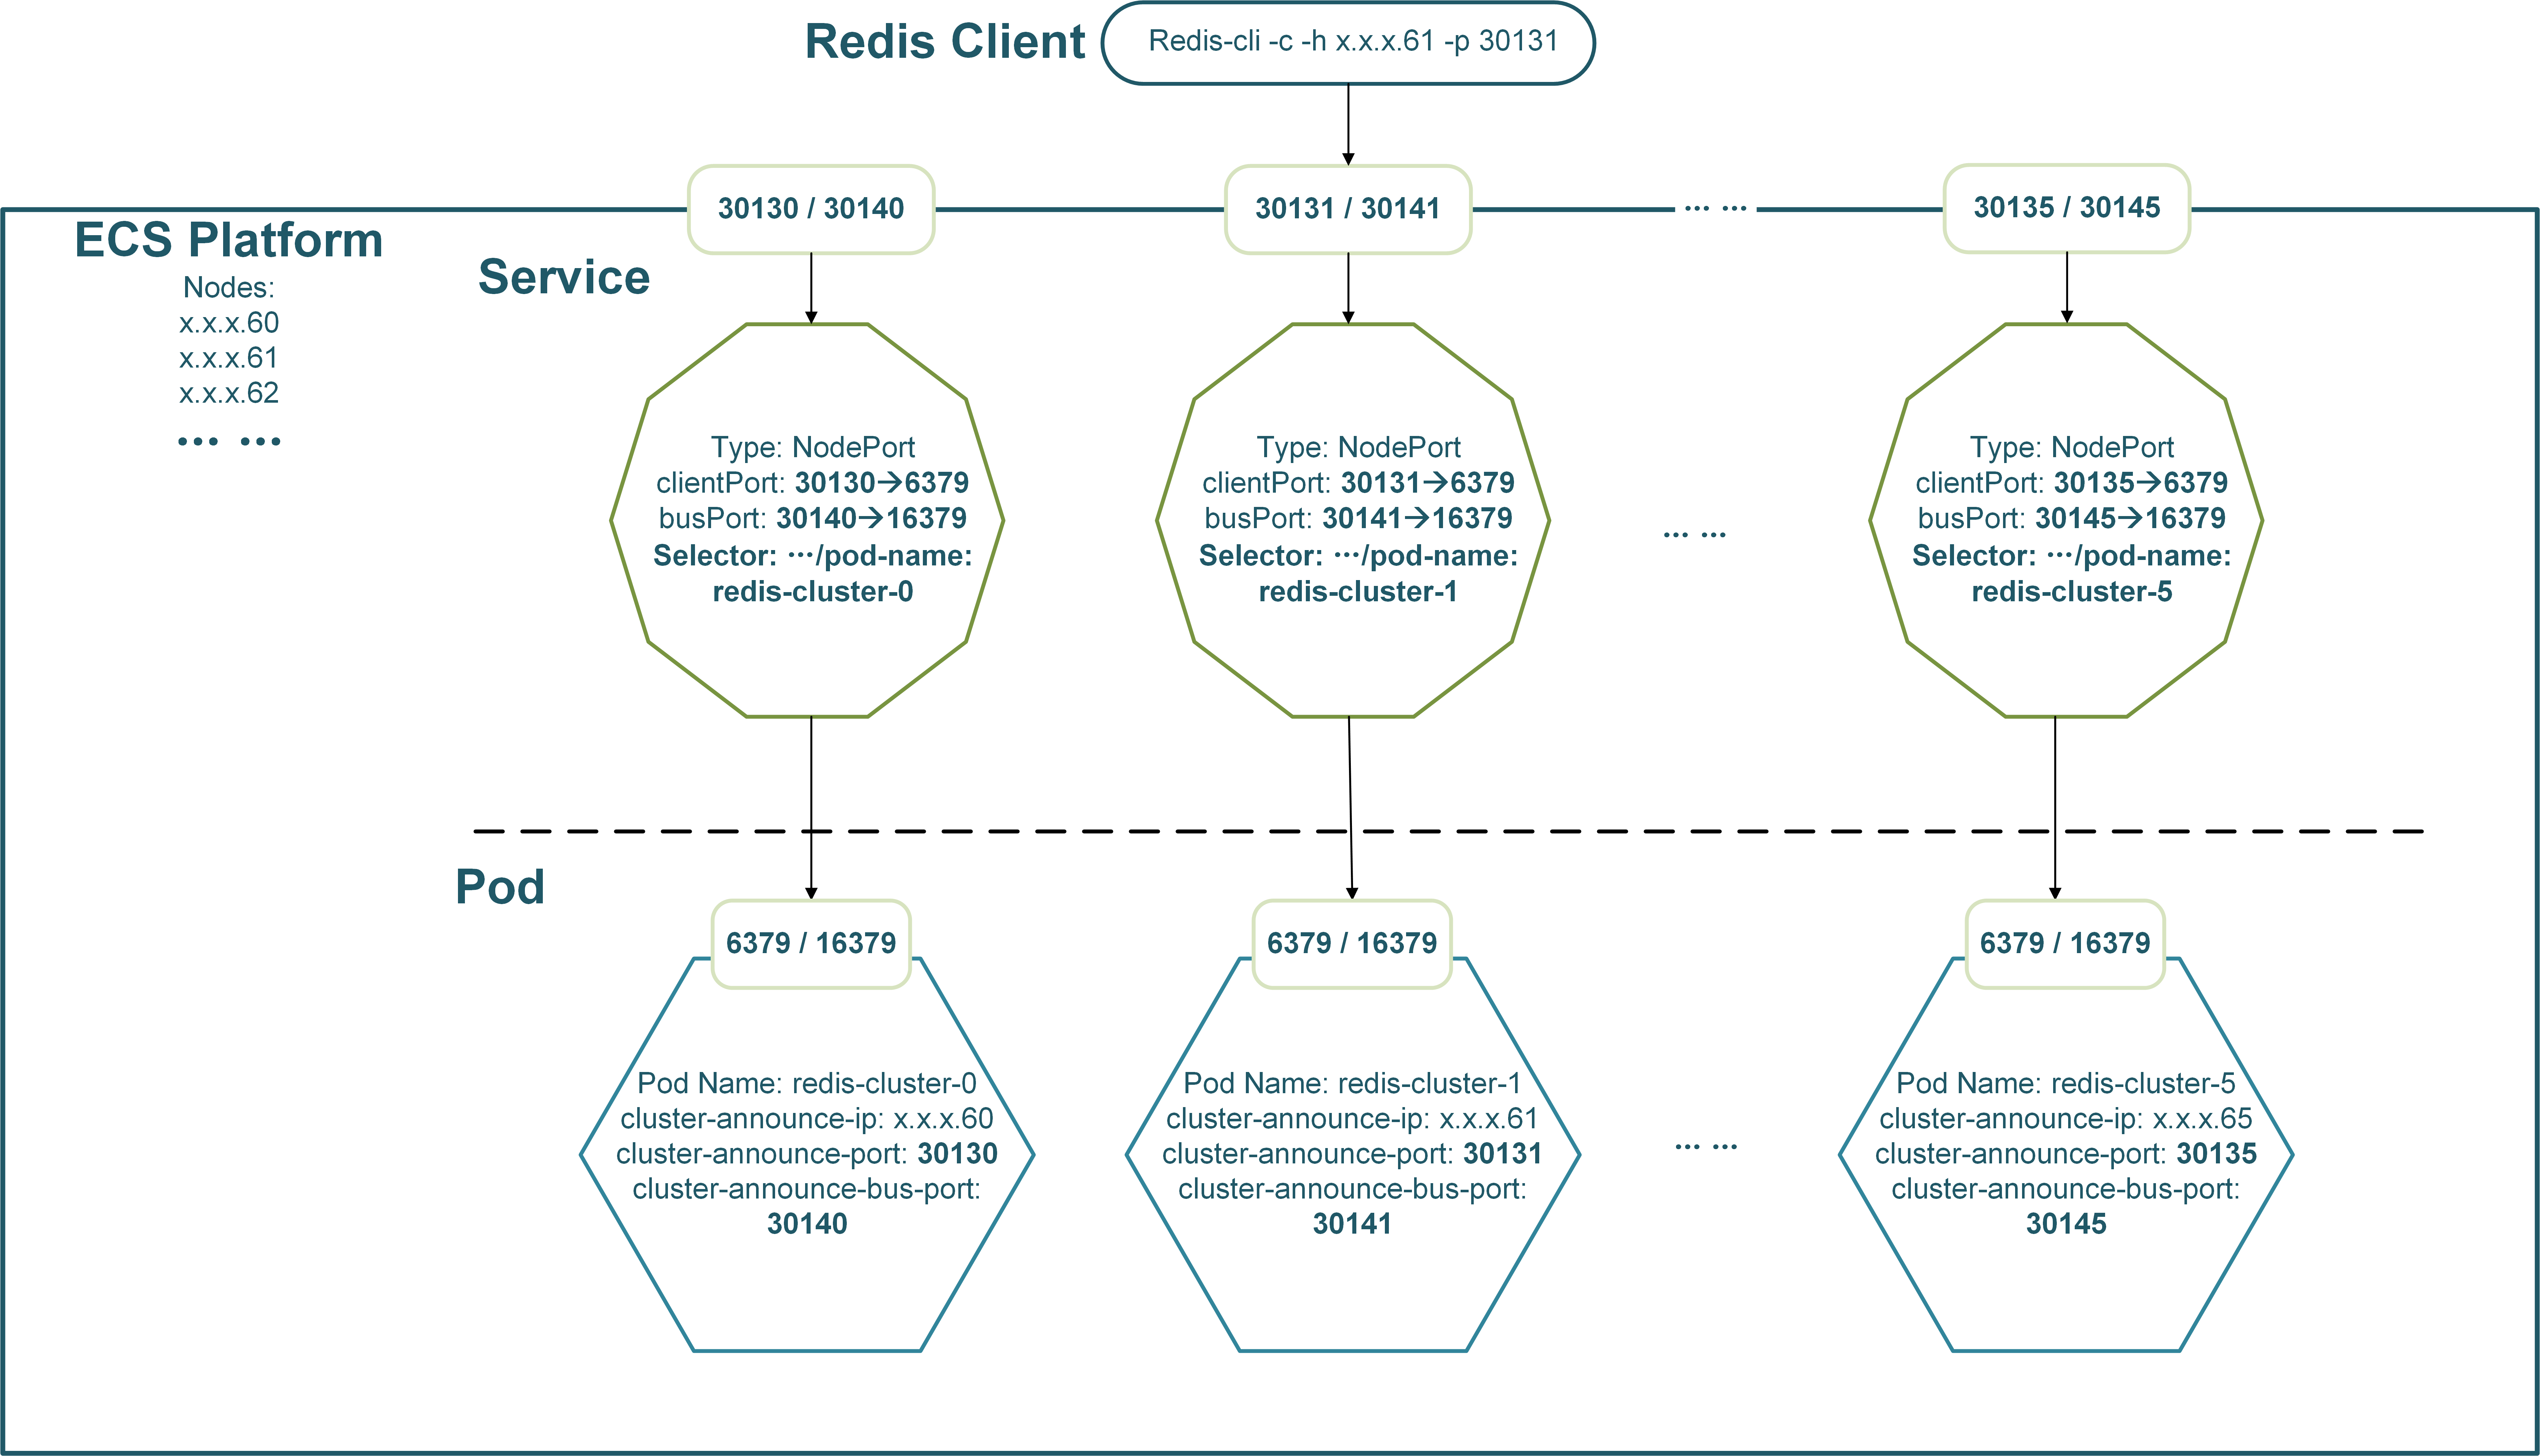 Redis Client
Redis-cli -c -h x.x.x.61 -p 30131
30130 / 30140
30131 / 30141
··· ···
30135 / 30145
ECS Platform
Nodes:
x.x.x.60
x.x.x.61
x.x.x.62
··· ···
Service
Type: NodePort
clientPort: 30130→6379
busPort: 30140→16379
Selector: ···/pod-name:
redis-cluster-0
Type: NodePort
clientPort: 30131→6379
busPort: 30141→16379
Selector: ···/pod-name:
redis-cluster-1
··· ···
Type: NodePort
clientPort: 30135→6379
busPort: 30145→16379
Selector: ···/pod-name:
redis-cluster-5
Pod
6379 / 16379
6379 / 16379
6379 / 16379
Pod Name: redis-cluster-0
cluster-announce-ip: x.x.x.60
cluster-announce-port: 30130
cluster-announce-bus-port:
30140
Pod Name: redis-cluster-1
cluster-announce-ip: x.x.x.61
cluster-announce-port: 30131
cluster-announce-bus-port:
30141
··· ···
Pod Name: redis-cluster-5
cluster-announce-ip: x.x.x.65
cluster-announce-port: 30135
cluster-announce-bus-port:
30145